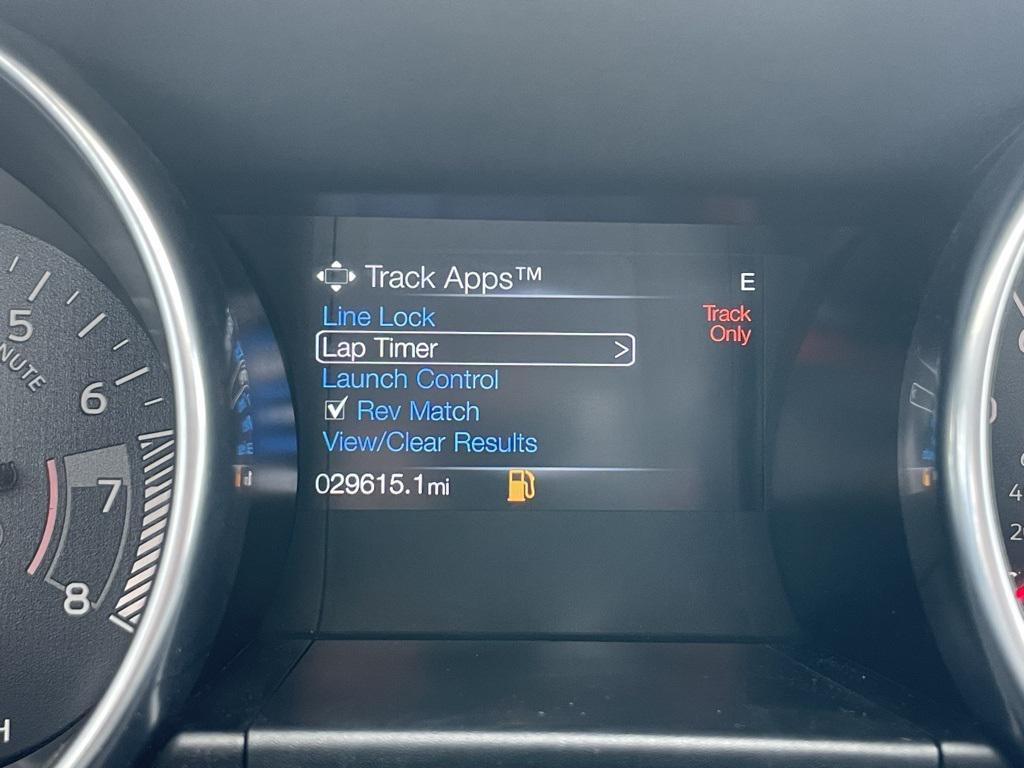 Track Apps™
E
Line Lock
Track
Only
Lap Timer >
Launch Control
Rev Match
View/Clear Results
029615.1mi
5
6
7
8